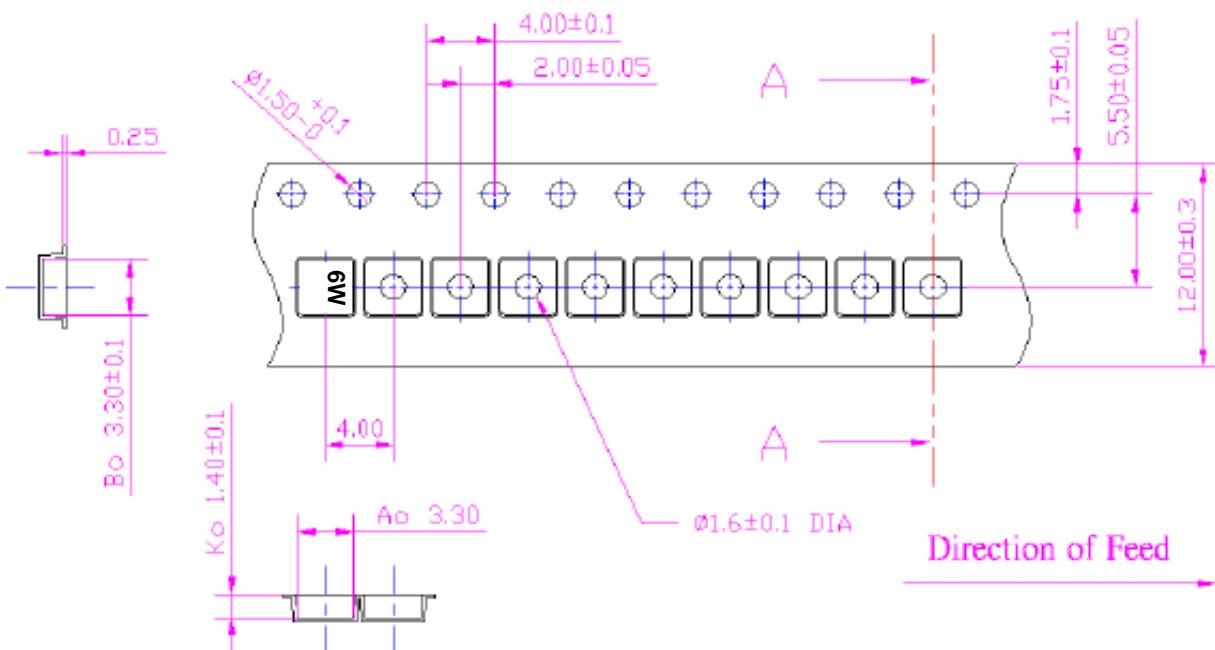 4.00±0.1
2.00±0.05
Ø1.50 +0.1
-0
A
1.75±0.1
5.50±0.05
0.25
12.00±0.3
6W
Bo 3.30±0.1
4.00
A
Ko 1.40±0.1
Ao 3.30
Ø1.6±0.1 DIA
Direction of Feed